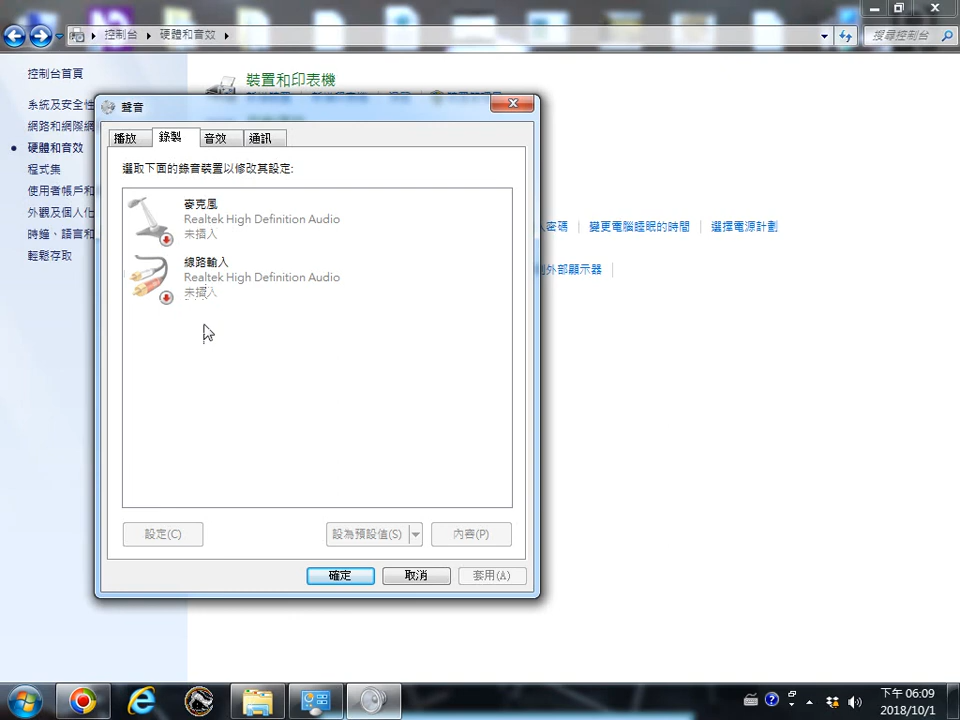 控制台
硬體和音效
搜尋控制台
控制台首頁
系統及安全性
網路和網際網
硬體和音效
程式集
使用者帳戶和
外觀及個人化
時鐘、語言和
輕鬆存取
裝置和印表機
人密碼
變更電腦睡眠的時間
選擇電源計劃
到外部顯示器
聲音
播放
錄製
音效
通訊
選取下面的錄音裝置以修改其設定:
麥克風
Realtek High Definition Audio
未插入
線路輸入
Realtek High Definition Audio
未插入
設定(C)
設為預設值(S)
內容(P)
確定
取消
套用(A)
下午 06:09
2018/10/1